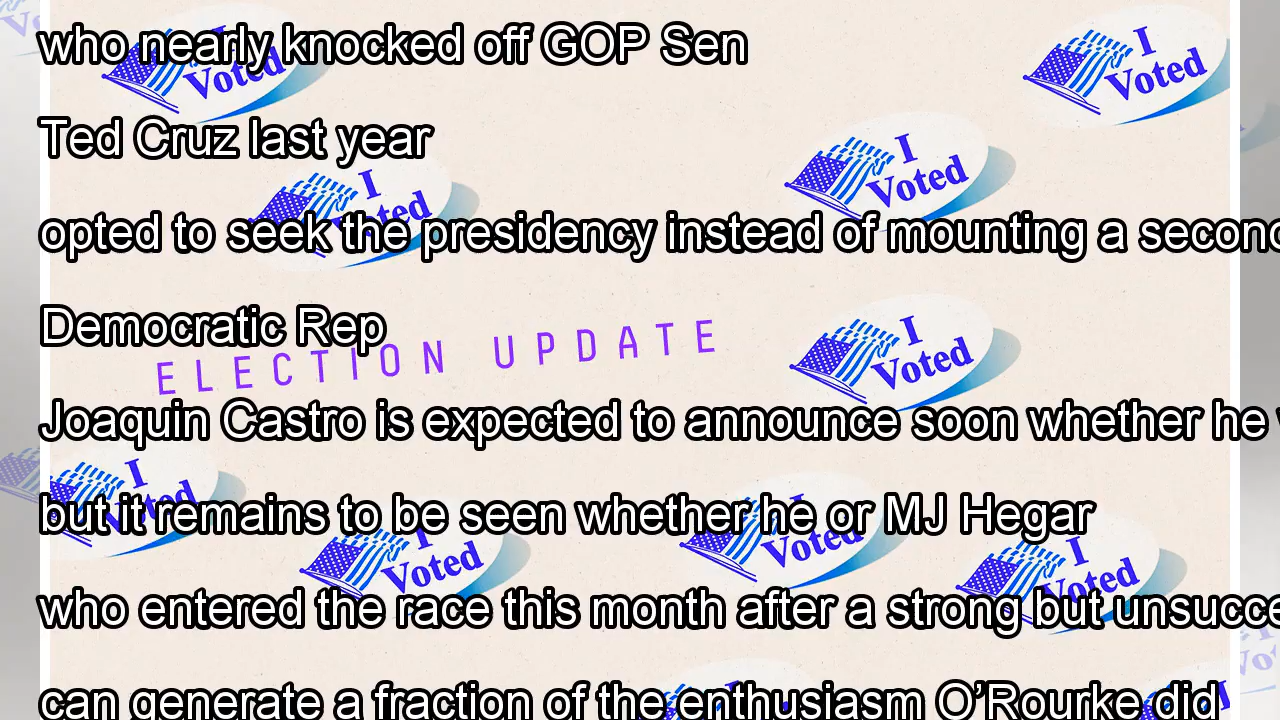 who nearly knocked off GOP Sen
I Voted
I Voted
Ted Cruz last year
I Voted
I Voted
opted to seek the presidency instead of mounting a second
Democratic Rep
ELECTION UPDATE
I Voted
Joaquin Castro is expected to announce soon whether he
I Voted
but it remains to be seen whether he or MJ Hegar
I Voted
I Voted
I Voted
who entered the race this month after a strong but
can generate a fraction of the enthusiasm O’Rourke did